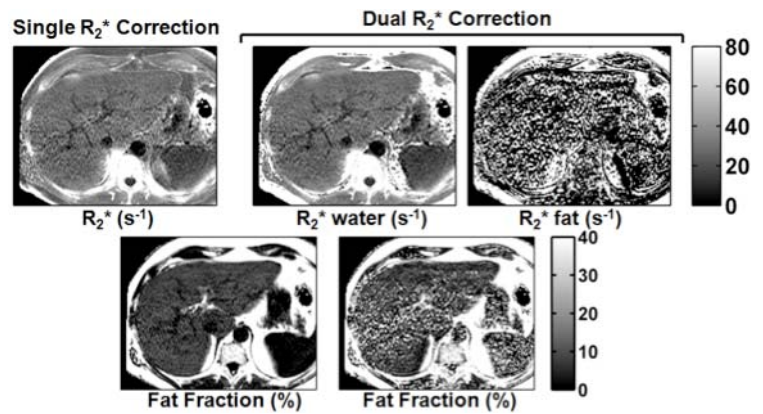 Single R₂* Correction
Dual R₂* Correction
80
60
40
20
0
R₂* (s⁻¹)
R₂* water (s⁻¹)
R₂* fat (s⁻¹)
40
30
20
10
0
Fat Fraction (%)
Fat Fraction (%)